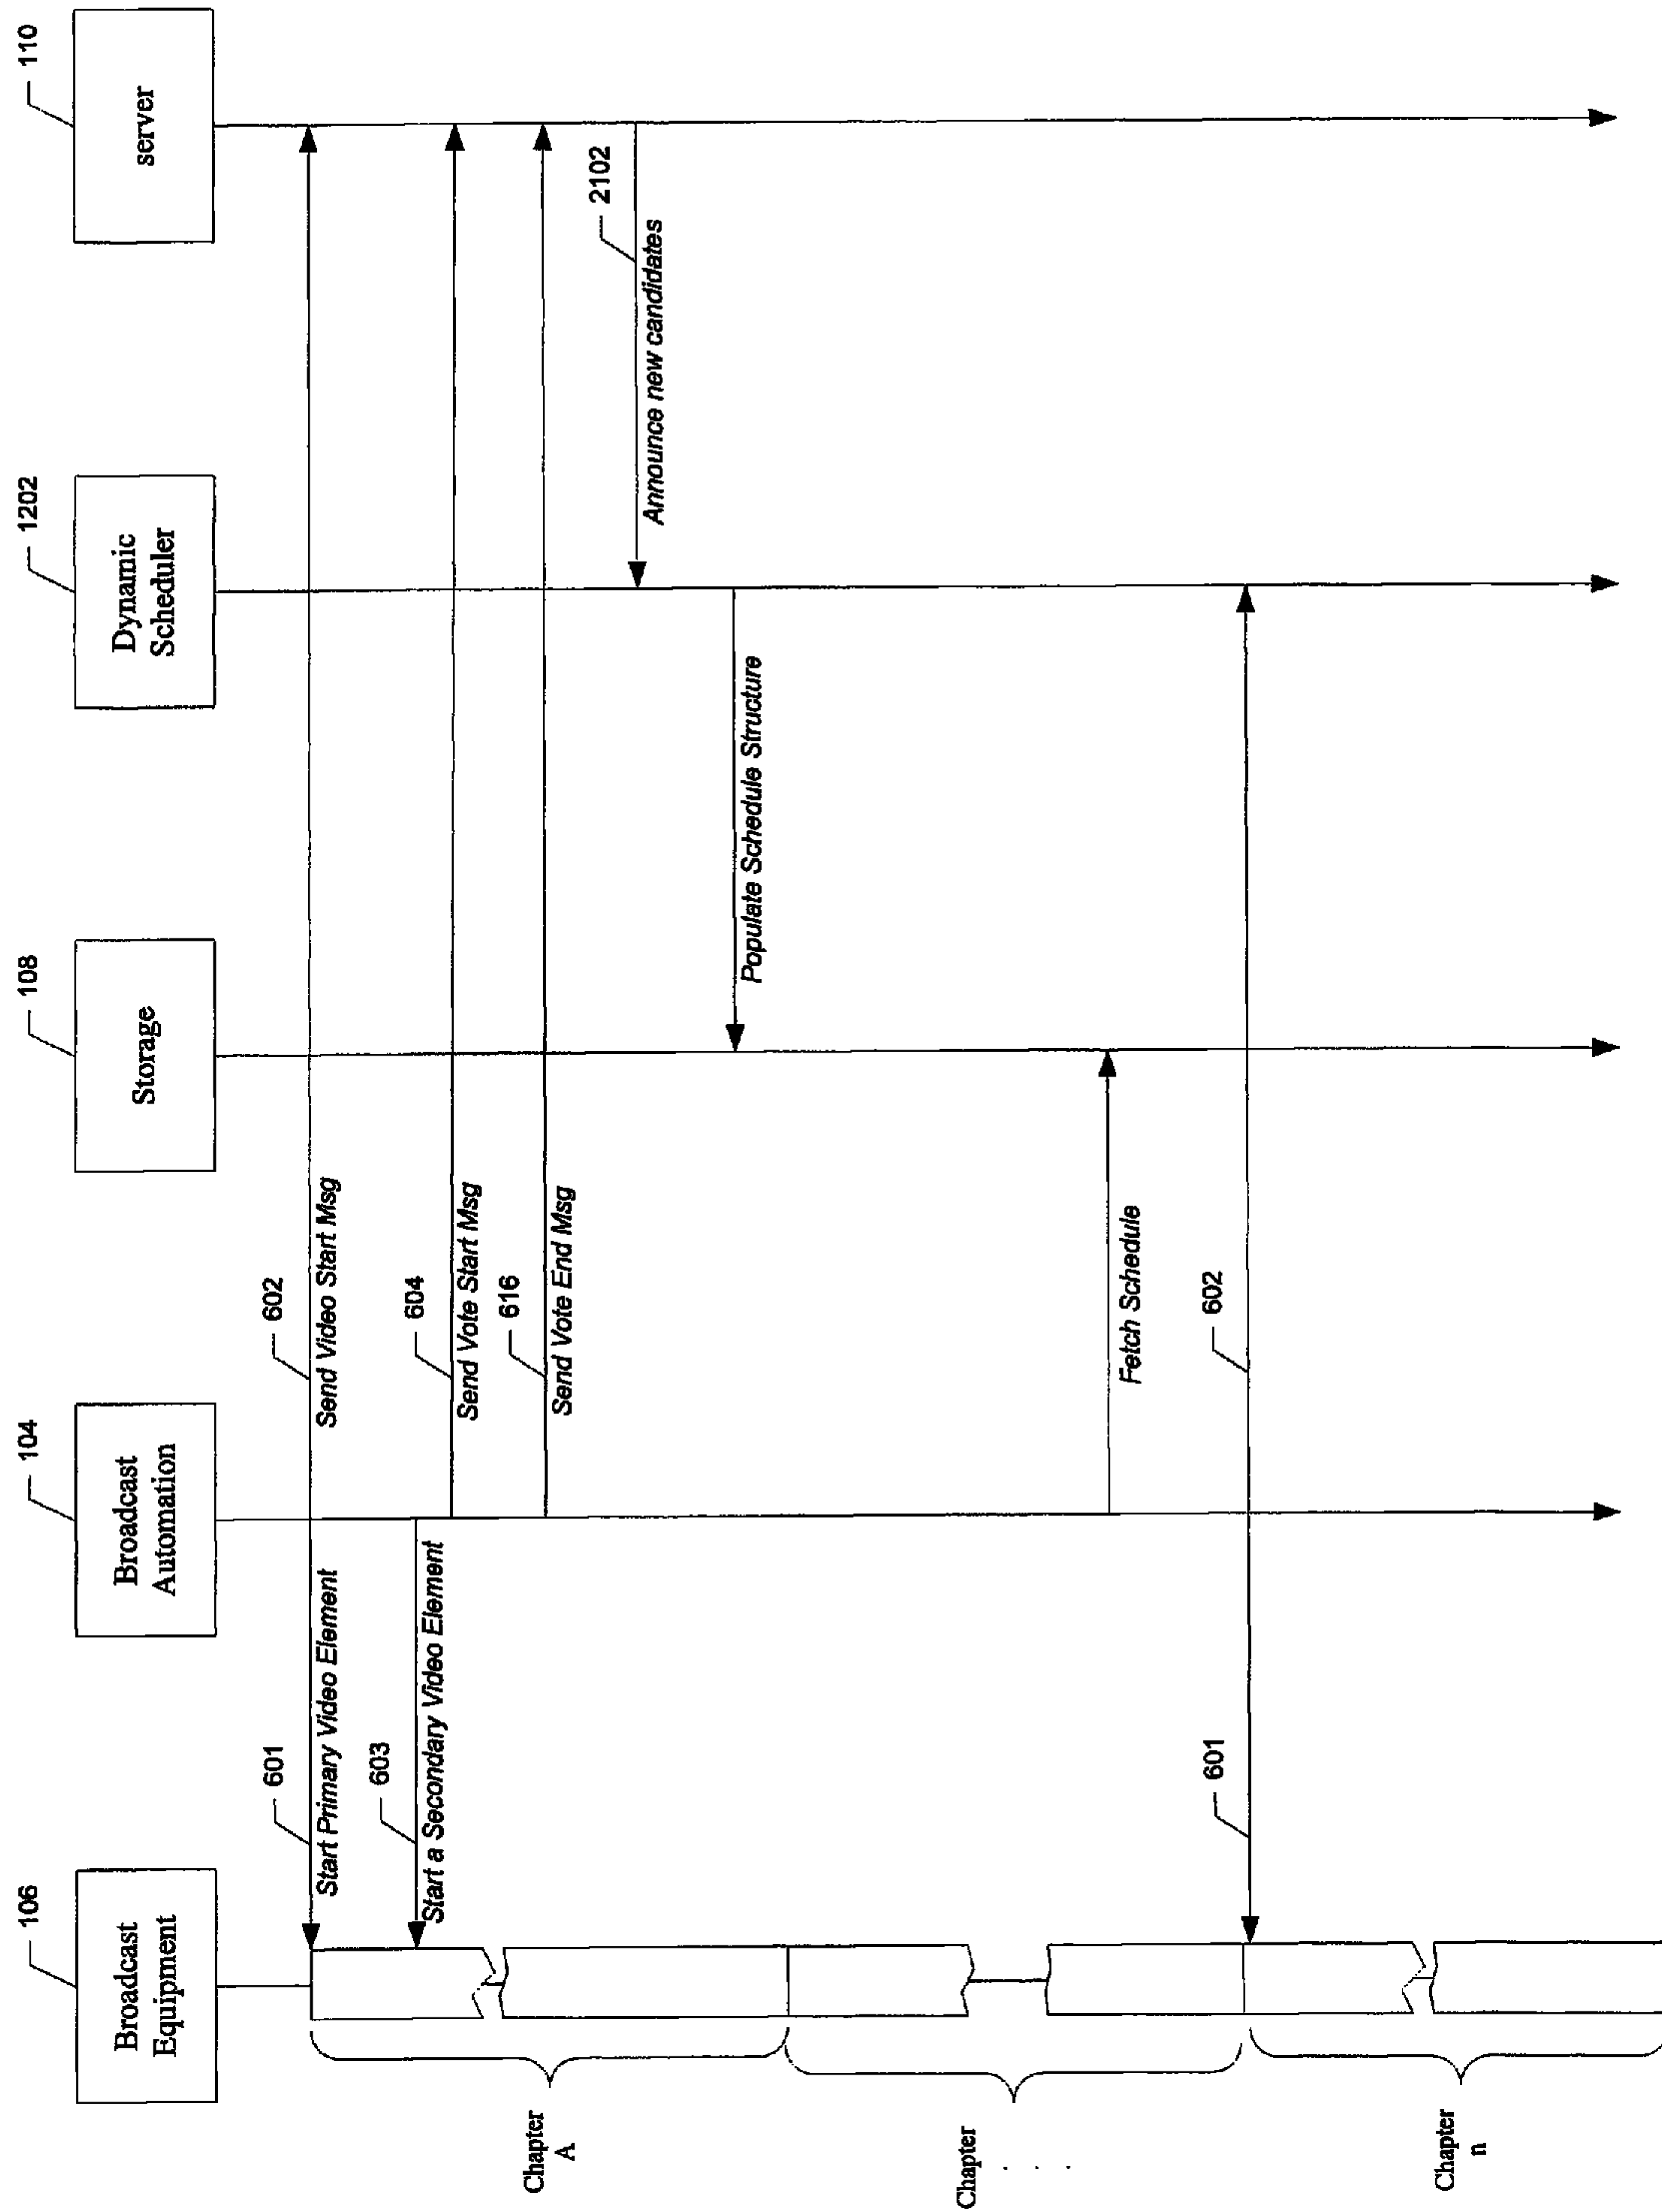 106
Broadcast
Equipment
104
Broadcast
Automation
108
Storage
1202
Dynamic
Scheduler
110
server
601
Start Primary Video Element
602
Send Video Start Msg
603
Start a Secondary Video Element
604
Send Vote Start Msg
616
Send Vote End Msg
2102
Announce new candidates
Populate Schedule Structure
Fetch Schedule
601
602
Chapter
A
Chapter
. . .
Chapter
n